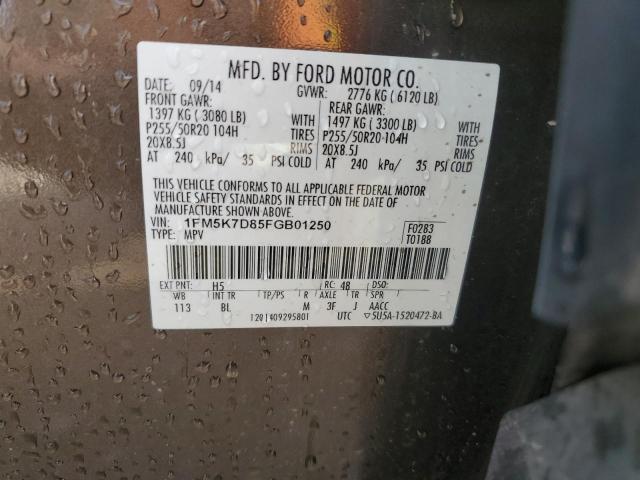 MFD. BY FORD MOTOR CO.
DATE: 09/14 GVWR: 2776 KG ( 6120 LB)
FRONT GAWR: REAR GAWR:
1397 KG ( 3080 LB) 1497 KG ( 3300 LB)
P255/50R20 104H TIRES P255/50R20 104H TIRES
20X8.5J RIMS 20X8.5J RIMS
AT 240 kPa/ 35 PSI COLD AT 240 kPa/ 35 PSI COLD
THIS VEHICLE CONFORMS TO ALL APPLICABLE FEDERAL MOTOR
VEHICLE SAFETY STANDARDS IN EFFECT ON THE DATE OF
MANUFACTURE SHOWN ABOVE.
VIN: 1FM5K7D85FGB01250 F0283
TYPE: MPV T0188
EXT PNT: H5 RC: 48 DSO:
WB INT TR TP/PS R AXLE TR SPR
113 BL M 3F J AACC
UTC ▽5U5A-1520472-BA